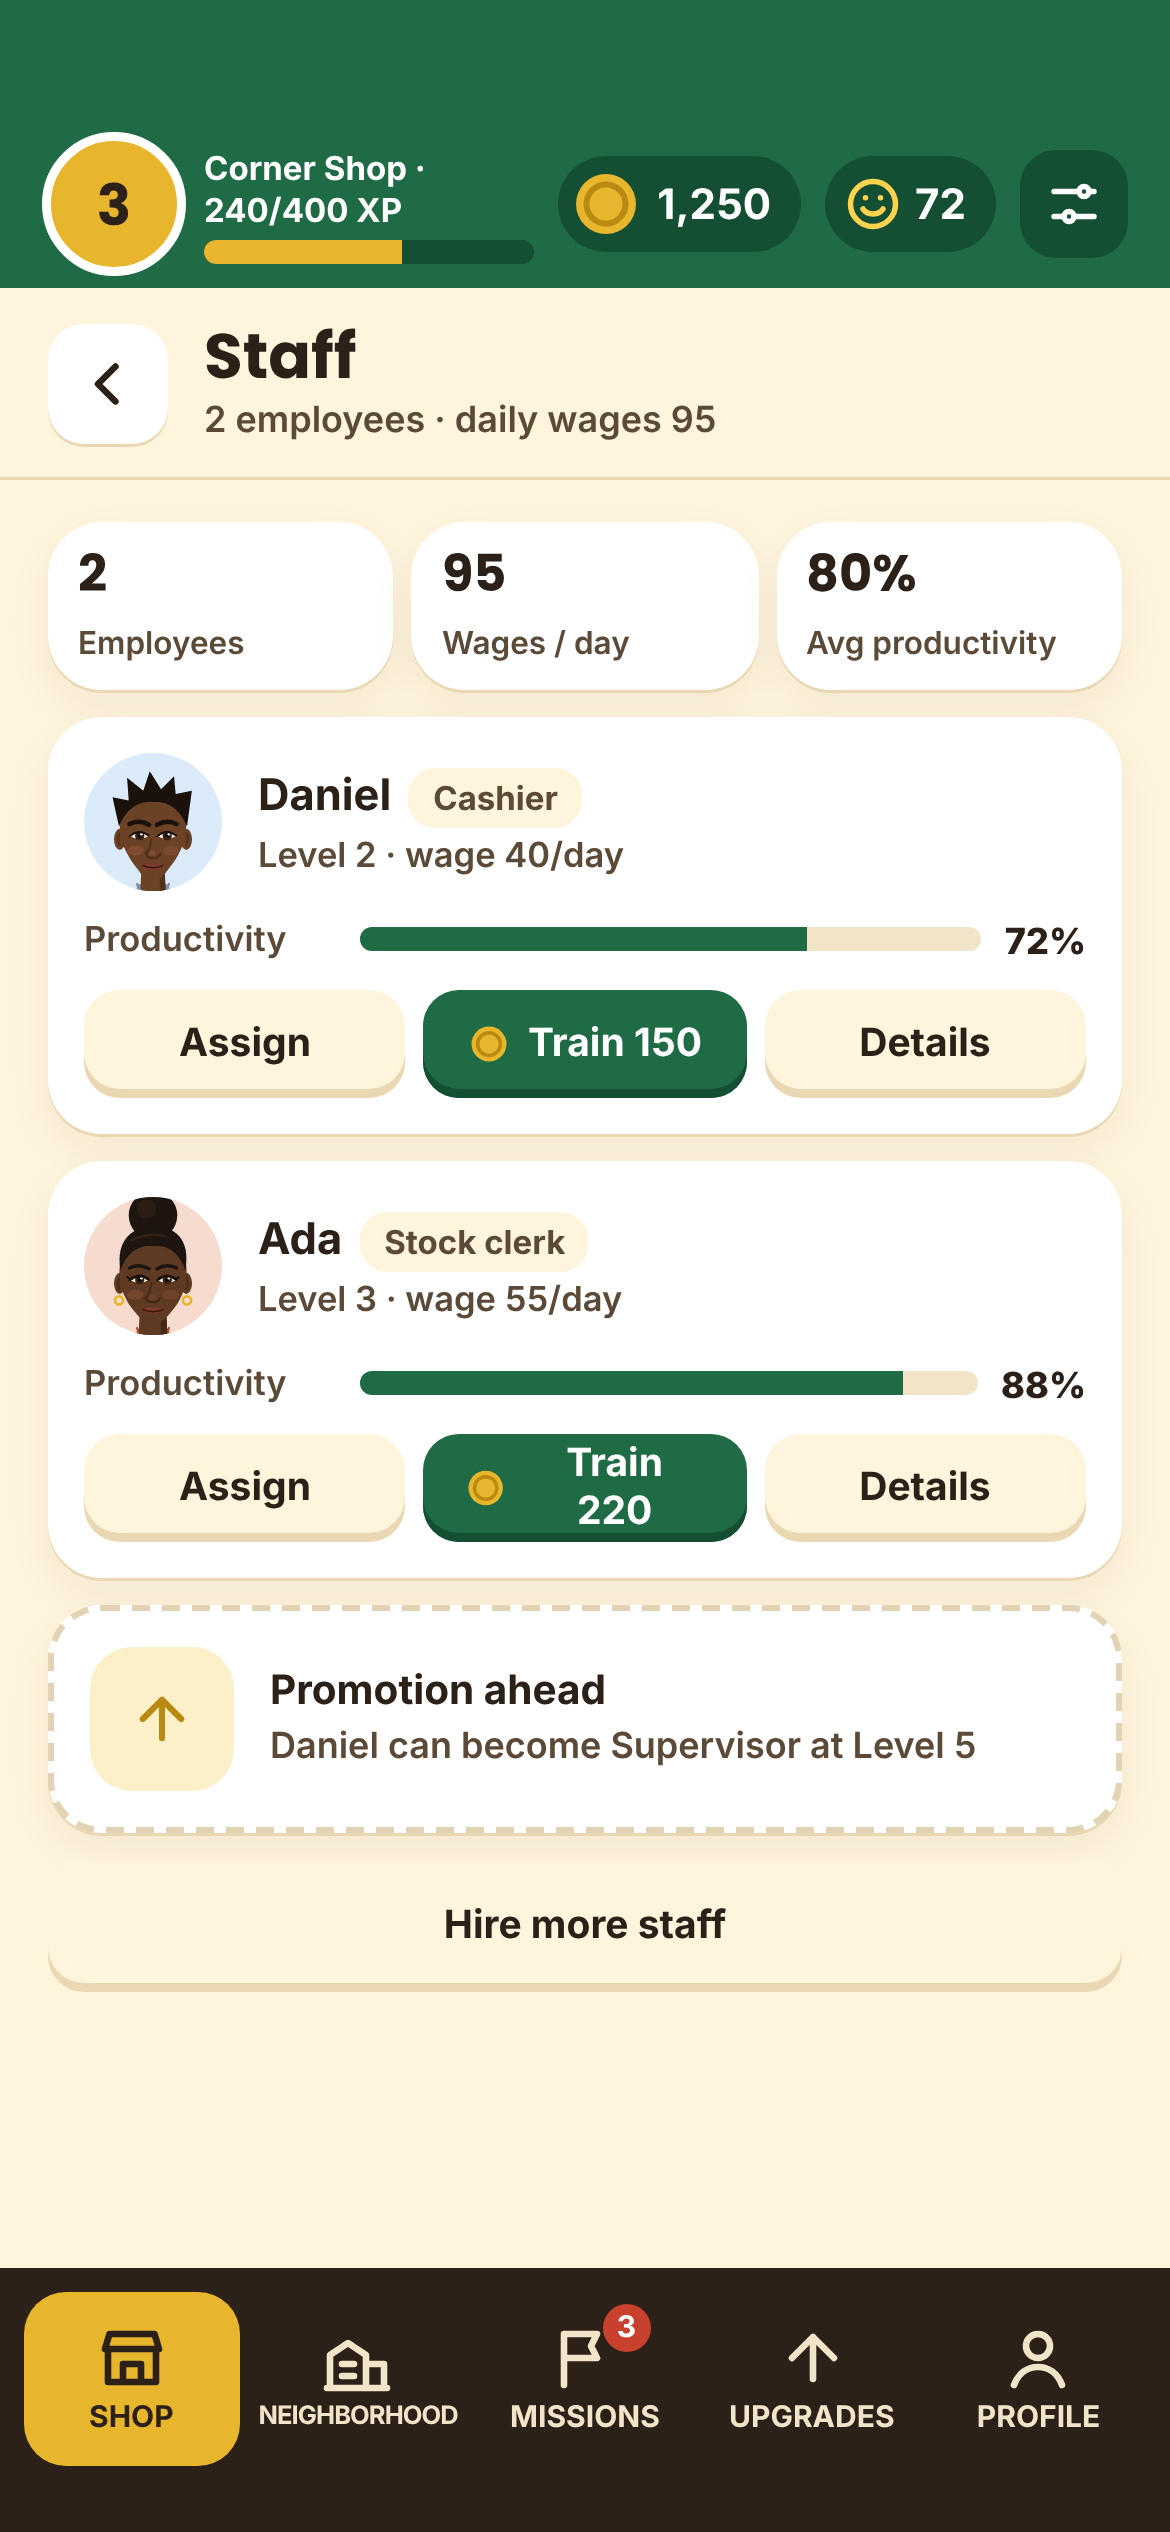 3
Corner Shop ·
240/400 XP
1,250
72
Staff
2 employees · daily wages 95
2
Employees
95
Wages / day
80%
Avg productivity
Daniel
Cashier
Level 2 · wage 40/day
Productivity
72%
Assign
Train 150
Details
Ada
Stock clerk
Level 3 · wage 55/day
Productivity
88%
Assign
Train
220
Details
Promotion ahead
Daniel can become Supervisor at Level 5
Hire more staff
SHOP
NEIGHBORHOOD
3
MISSIONS
UPGRADES
PROFILE